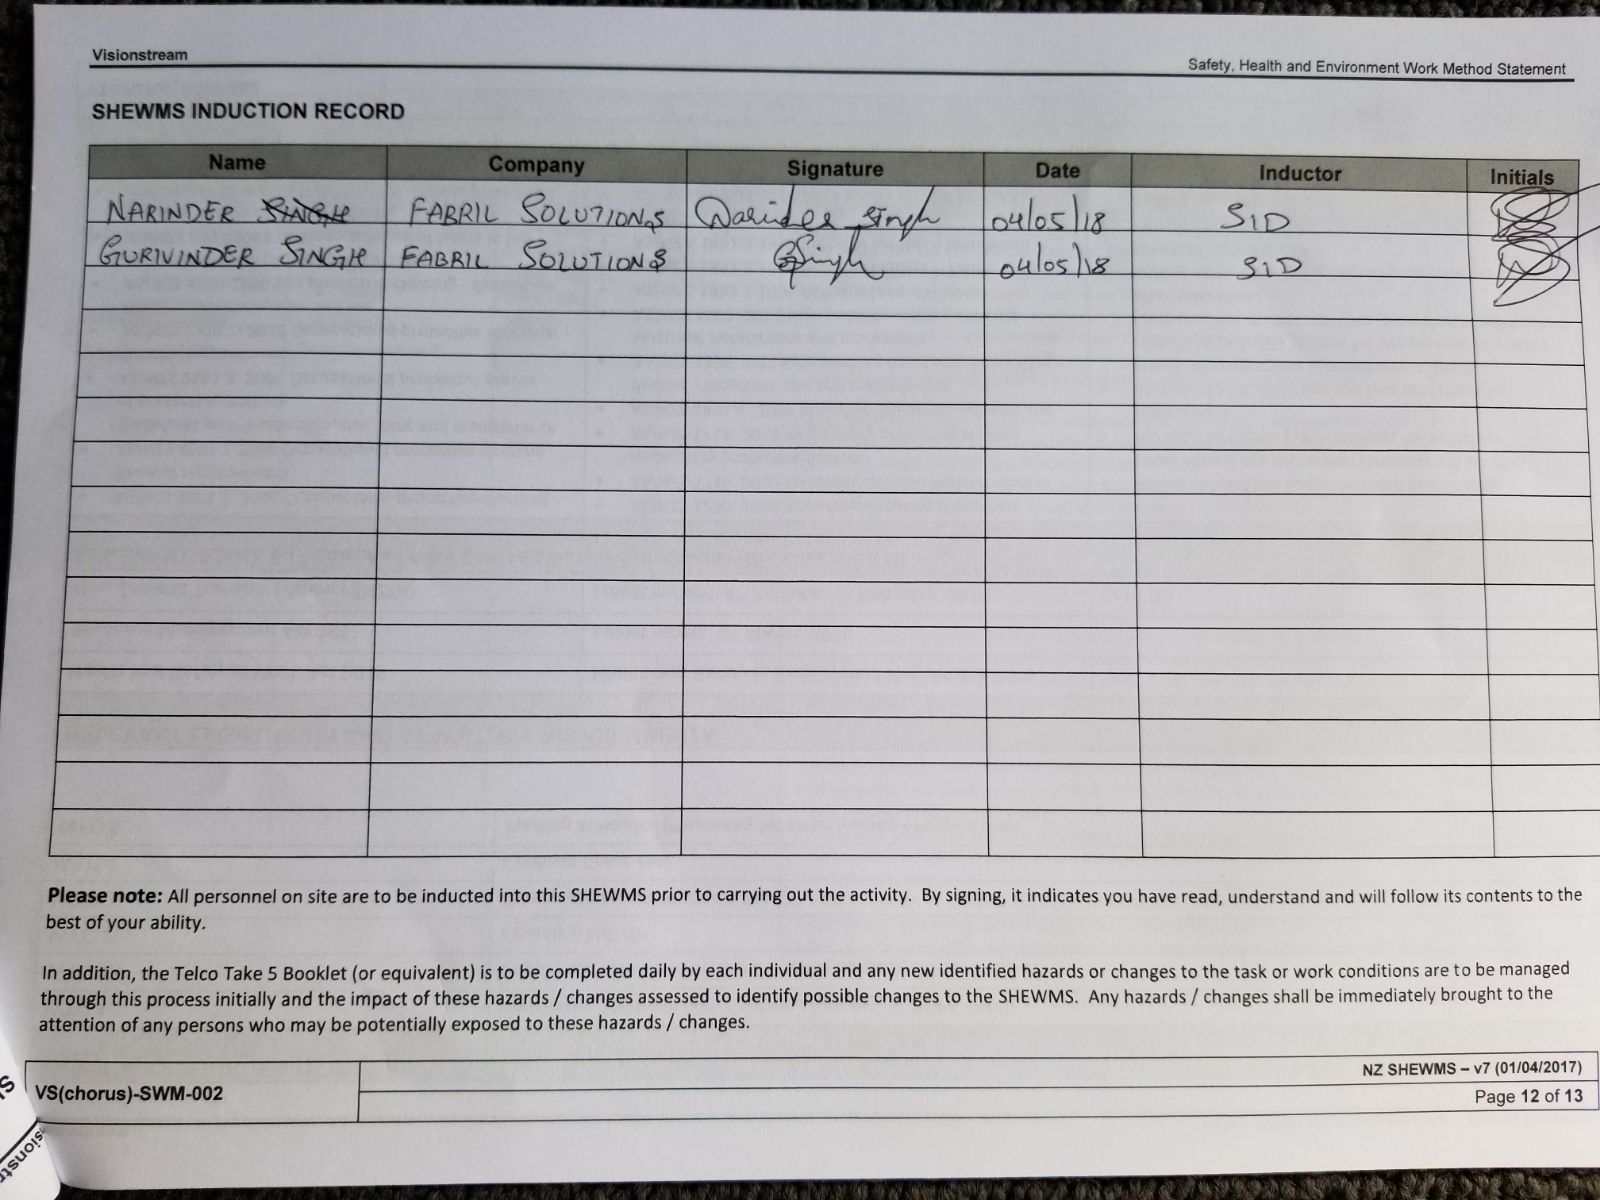 Visionstream
Safety, Health and Environment Work Method Statement
SHEWMS INDUCTION RECORD
Name Company Signature Date Inductor Initials
NARINDER SINGH FABRIL SOLUTIONS Narinder Singh 04/05/18 SID
GURIVINDER SINGH FABRIL SOLUTIONS GSingh 04/05/18 SID
Please note: All personnel on site are to be inducted into this SHEWMS prior to carrying out the activity. By signing, it indicates you have read, understand and will follow its contents to the
best of your ability.
In addition, the Telco Take 5 Booklet (or equivalent) is to be completed daily by each individual and any new identified hazards or changes to the task or work conditions are to be managed
through this process initially and the impact of these hazards / changes assessed to identify possible changes to the SHEWMS. Any hazards / changes shall be immediately brought to the
attention of any persons who may be potentially exposed to these hazards / changes.
VS(chorus)-SWM-002
NZ SHEWMS – v7 (01/04/2017)
Page 12 of 13